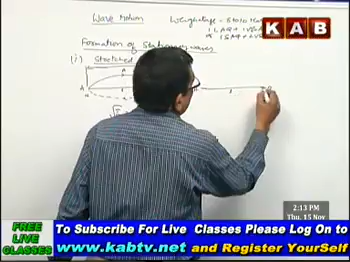 Wave Motion Weightage -
KAB
Formation of Stationary waves
(i) Stretched
A
2:13 PM
Thu, 15 Nov
FREE LIVE CLASSES
To Subscribe For Live Classes Please Log On to
www.kabtv.net and Register YourSelf